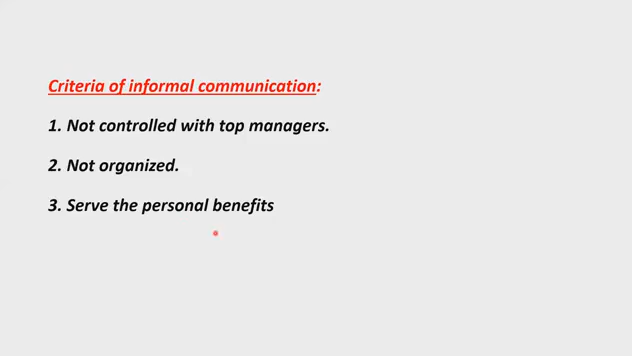 Criteria of informal communication:
1. Not controlled with top managers.
2. Not organized.
3. Serve the personal benefits